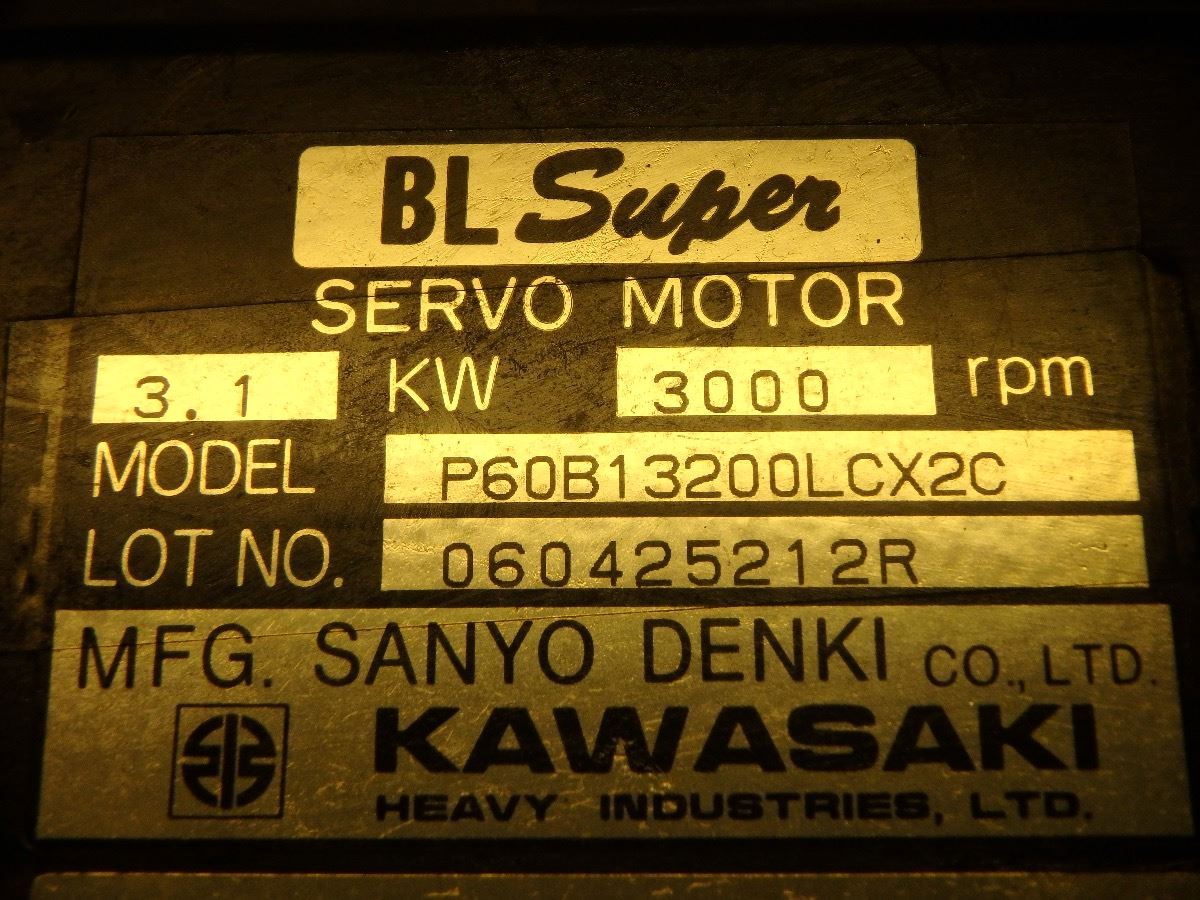 BL Super
SERVO MOTOR
3.1 KW 3000 rpm
MODEL P60B13200LCX2C
LOT NO. 060425212R
MFG. SANYO DENKI CO., LTD.
KAWASAKI
HEAVY INDUSTRIES, LTD.